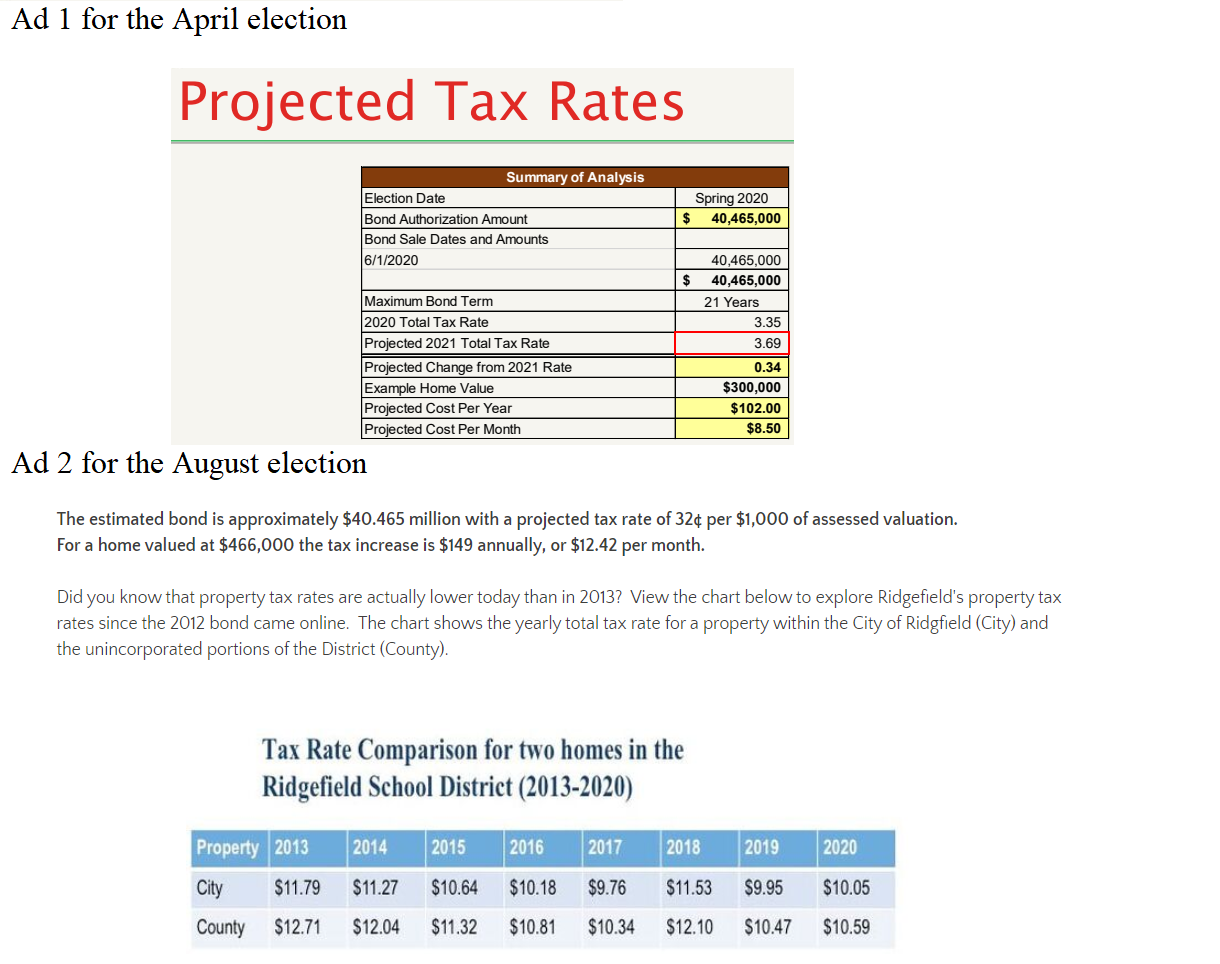 Ad 1 for the April election
Projected Tax Rates
Summary of Analysis
Election Date Spring 2020
Bond Authorization Amount $ 40,465,000
Bond Sale Dates and Amounts
6/1/2020 40,465,000
$ 40,465,000
Maximum Bond Term 21 Years
2020 Total Tax Rate 3.35
Projected 2021 Total Tax Rate 3.69
Projected Change from 2021 Rate 0.34
Example Home Value $300,000
Projected Cost Per Year $102.00
Projected Cost Per Month $8.50
Ad 2 for the August election
The estimated bond is approximately $40.465 million with a projected tax rate of 32¢ per $1,000 of assessed valuation.
For a home valued at $466,000 the tax increase is $149 annually, or $12.42 per month.
Did you know that property tax rates are actually lower today than in 2013? View the chart below to explore Ridgefield's property tax
rates since the 2012 bond came online. The chart shows the yearly total tax rate for a property within the City of Ridgfield (City) and
the unincorporated portions of the District (County).
Tax Rate Comparison for two homes in the
Ridgefield School District (2013-2020)
Property 2013 2014 2015 2016 2017 2018 2019 2020
City $11.79 $11.27 $10.64 $10.18 $9.76 $11.53 $9.95 $10.05
County $12.71 $12.04 $11.32 $10.81 $10.34 $12.10 $10.47 $10.59